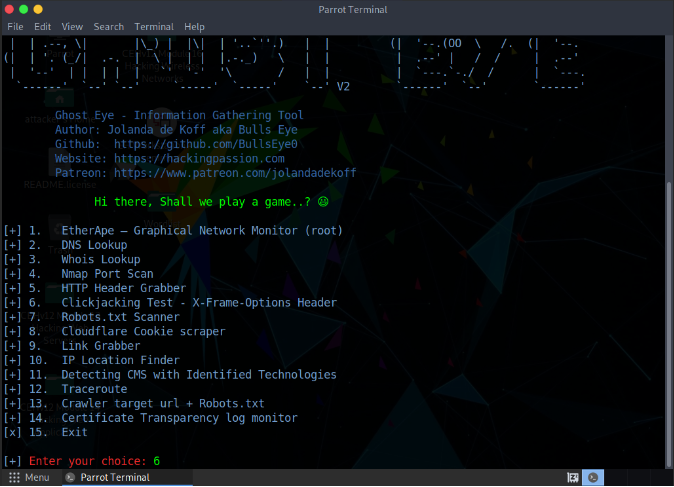 Parrot Terminal
File Edit View Search Terminal Help
V2
Ghost Eye - Information Gathering Tool
Author: Jolanda de Koff aka Bulls Eye
Github: https://github.com/BullsEye0
Website: https://hackingpassion.com
Patreon: https://www.patreon.com/jolandadekoff
Hi there, Shall we play a game..? 😃
[+] 1. EtherApe – Graphical Network Monitor (root)
[+] 2. DNS Lookup
[+] 3. Whois Lookup
[+] 4. Nmap Port Scan
[+] 5. HTTP Header Grabber
[+] 6. Clickjacking Test - X-Frame-Options Header
[+] 7. Robots.txt Scanner
[+] 8. Cloudflare Cookie scraper
[+] 9. Link Grabber
[+] 10. IP Location Finder
[+] 11. Detecting CMS with Identified Technologies
[+] 12. Traceroute
[+] 13. Crawler target url + Robots.txt
[+] 14. Certificate Transparency log monitor
[x] 15. Exit
[+] Enter your choice: 6
Menu Parrot Terminal